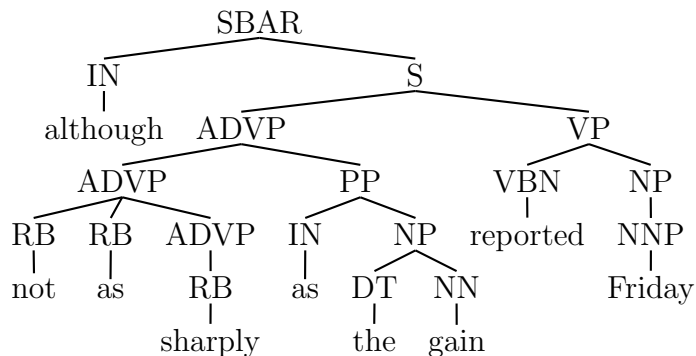 SBAR
IN S
although ADVP VP
ADVP PP VBN NP
RB RB ADVP IN NP reported NNP
not as RB as DT NN Friday
sharply the gain